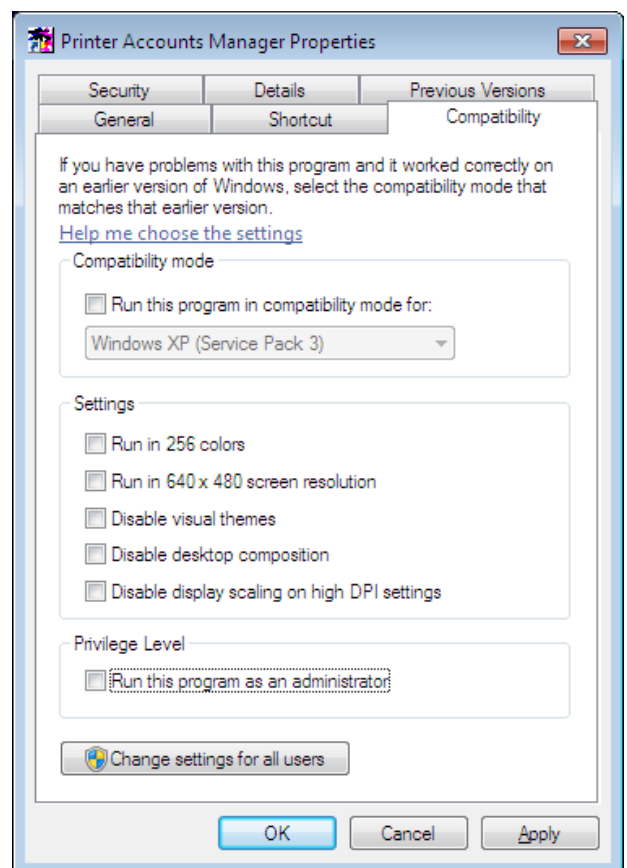 Printer Accounts Manager Properties
Security
Details
Previous Versions
General
Shortcut
Compatibility
If you have problems with this program and it worked correctly on
an earlier version of Windows, select the compatibility mode that
matches that earlier version.
Help me choose the settings
Compatibility mode
Run this program in compatibility mode for:
Windows XP (Service Pack 3)
Settings
Run in 256 colors
Run in 640 x 480 screen resolution
Disable visual themes
Disable desktop composition
Disable display scaling on high DPI settings
Privilege Level
Run this program as an administrator
Change settings for all users
OK
Cancel
Apply